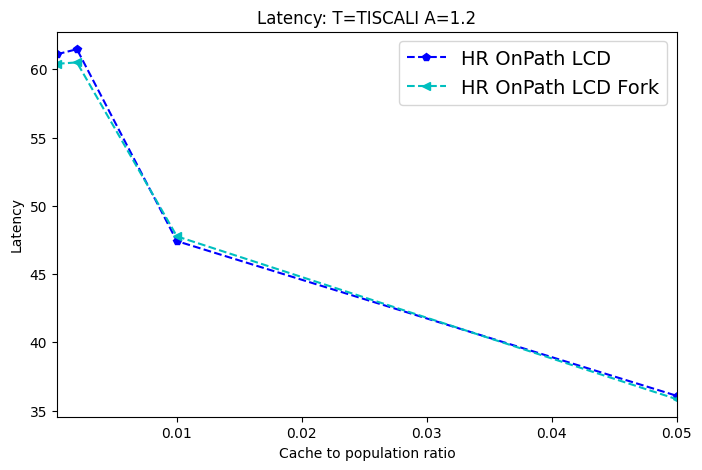 Latency: T=TISCALI A=1.2
HR OnPath LCD
HR OnPath LCD Fork
Latency
60
55
50
45
40
35
0.01 0.02 0.03 0.04 0.05
Cache to population ratio